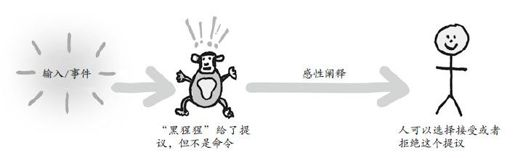 输入/事件
感性阐释
“黑猩猩”给了提
议，但不是命令
人可以选择接受或者
拒绝这个提议